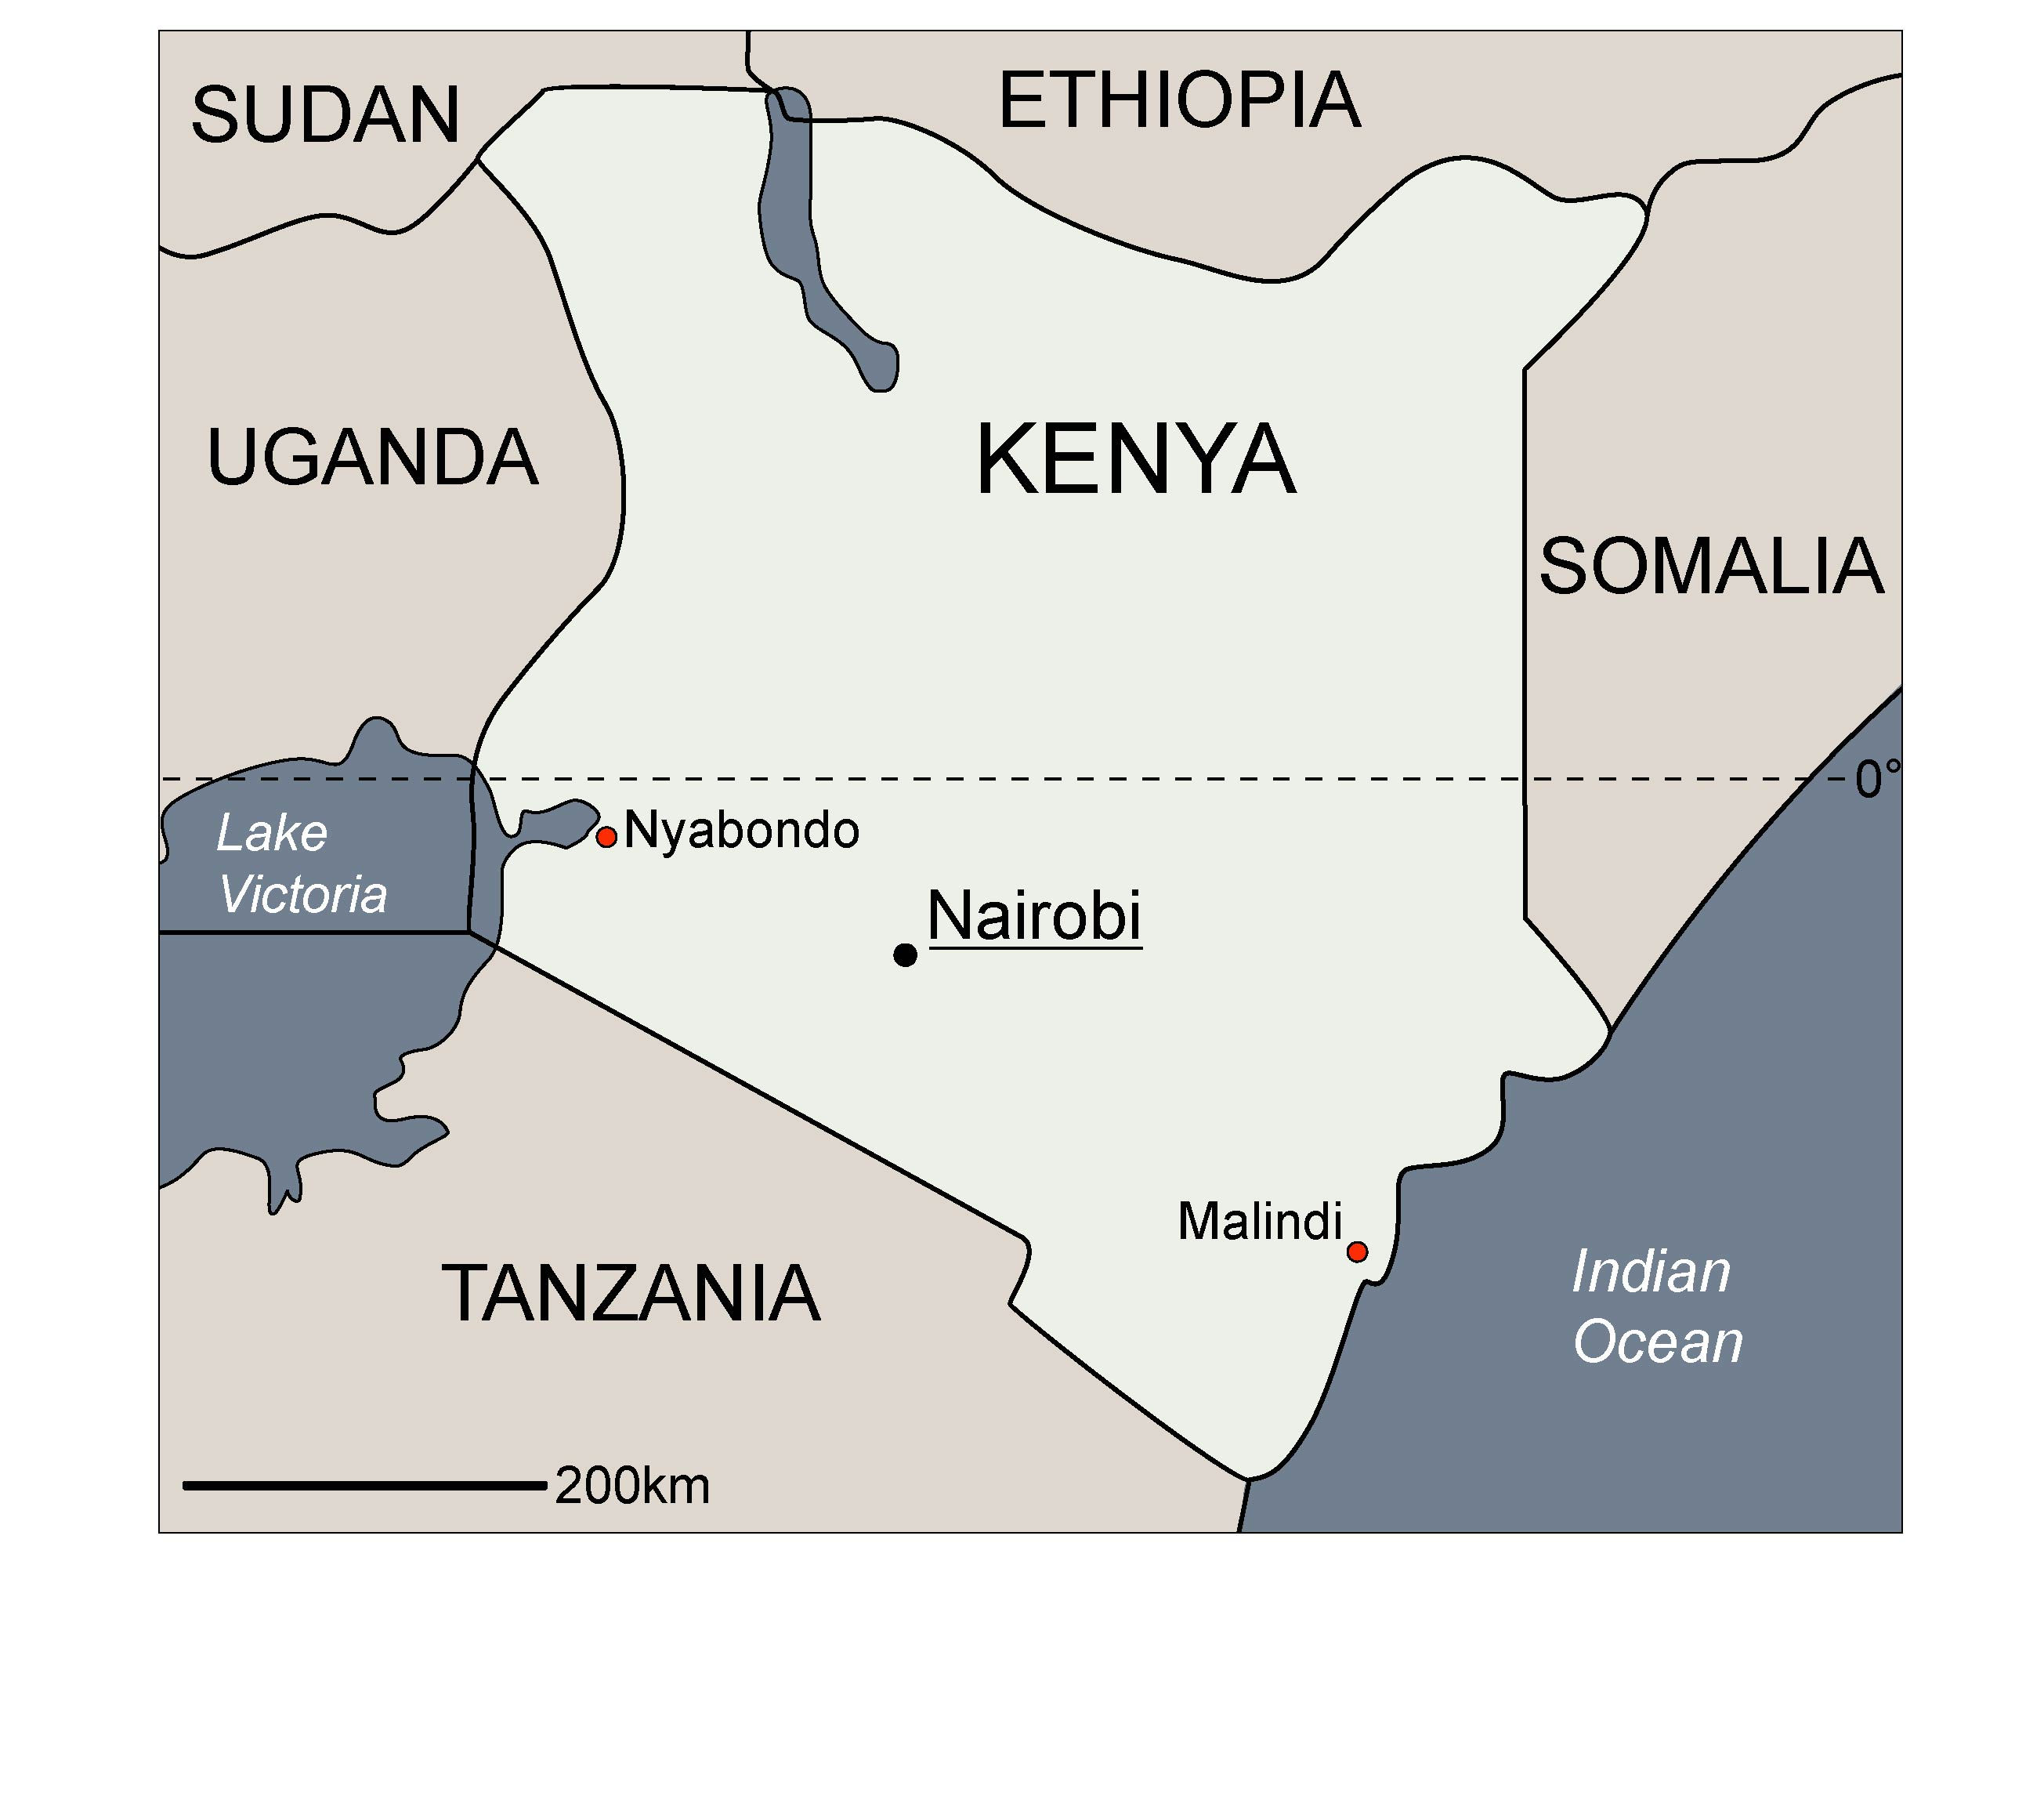 SUDAN
ETHIOPIA
UGANDA
KENYA
SOMALIA
0°
Lake
Victoria
Nyabondo
Nairobi
Malindi
Indian
Ocean
TANZANIA
200km